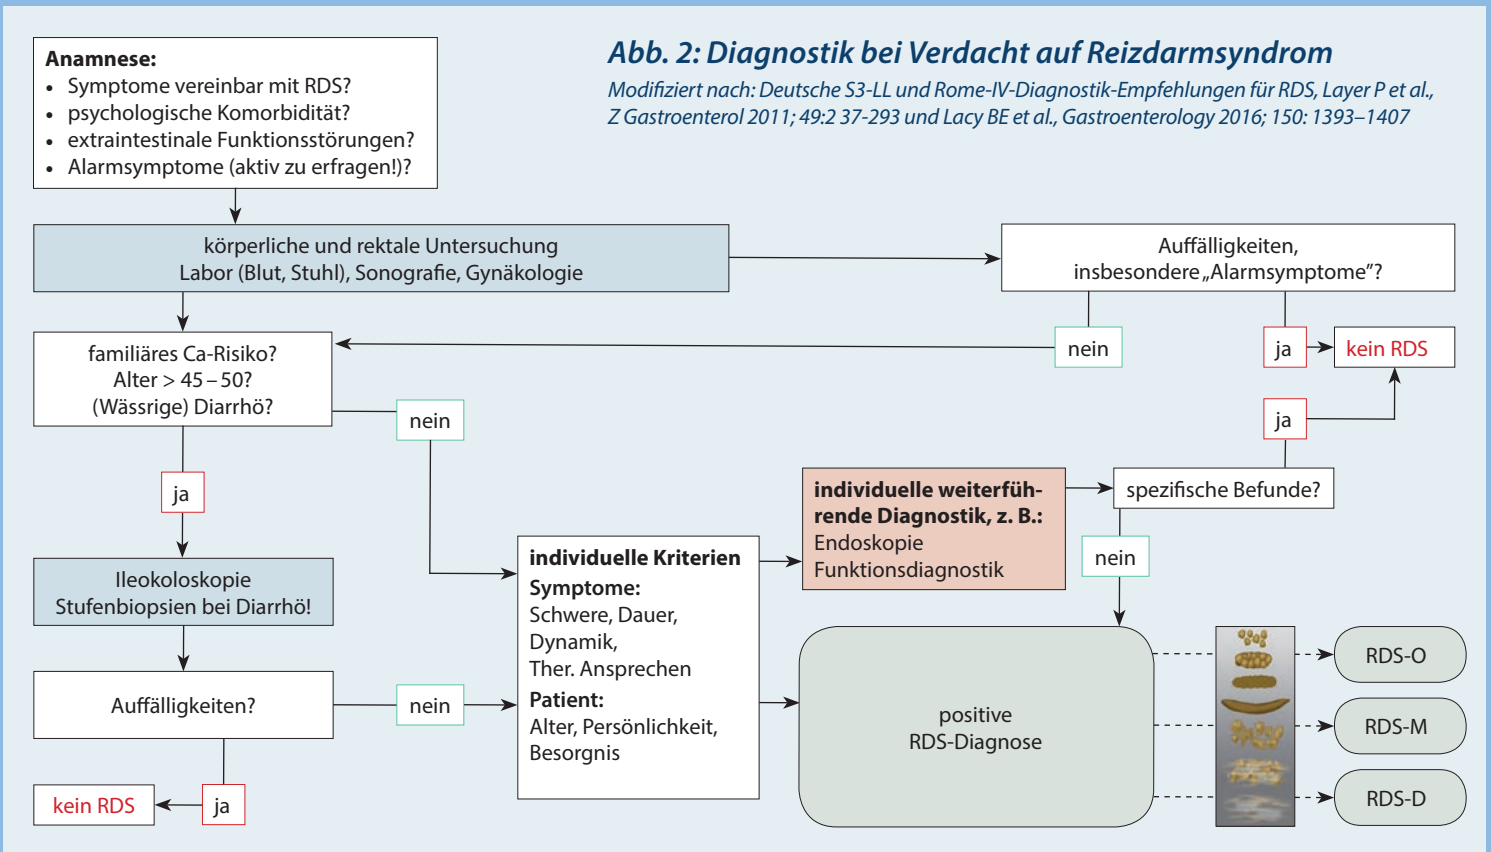 Abb. 2: Diagnostik bei Verdacht auf Reizdarmsyndrom
Modifiziert nach: Deutsche S3-LL und Rome-IV-Diagnostik-Empfehlungen für RDS, Layer P et al.,
Z Gastroenterol 2011; 49:2 37-293 und Lacy BE et al., Gastroenterology 2016; 150: 1393–1407
Anamnese:
• Symptome vereinbar mit RDS?
• psychologische Komorbidität?
• extraintestinale Funktionsstörungen?
• Alarmsymptome (aktiv zu erfragen!)?
körperliche und rektale Untersuchung
Labor (Blut, Stuhl), Sonografie, Gynäkologie
Auffälligkeiten,
insbesondere „Alarmsymptome”?
nein
ja
kein RDS
familiäres Ca-Risiko?
Alter > 45 – 50?
(Wässrige) Diarrhö?
nein
ja
ja
individuelle weiterfüh-
rende Diagnostik, z. B.:
Endoskopie
Funktionsdiagnostik
spezifische Befunde?
nein
Ileokoloskopie
Stufenbiopsien bei Diarrhö!
individuelle Kriterien
Symptome:
Schwere, Dauer,
Dynamik,
Ther. Ansprechen
Patient:
Alter, Persönlichkeit,
Besorgnis
Auffälligkeiten?
nein
ja
kein RDS
positive
RDS-Diagnose
RDS-O
RDS-M
RDS-D